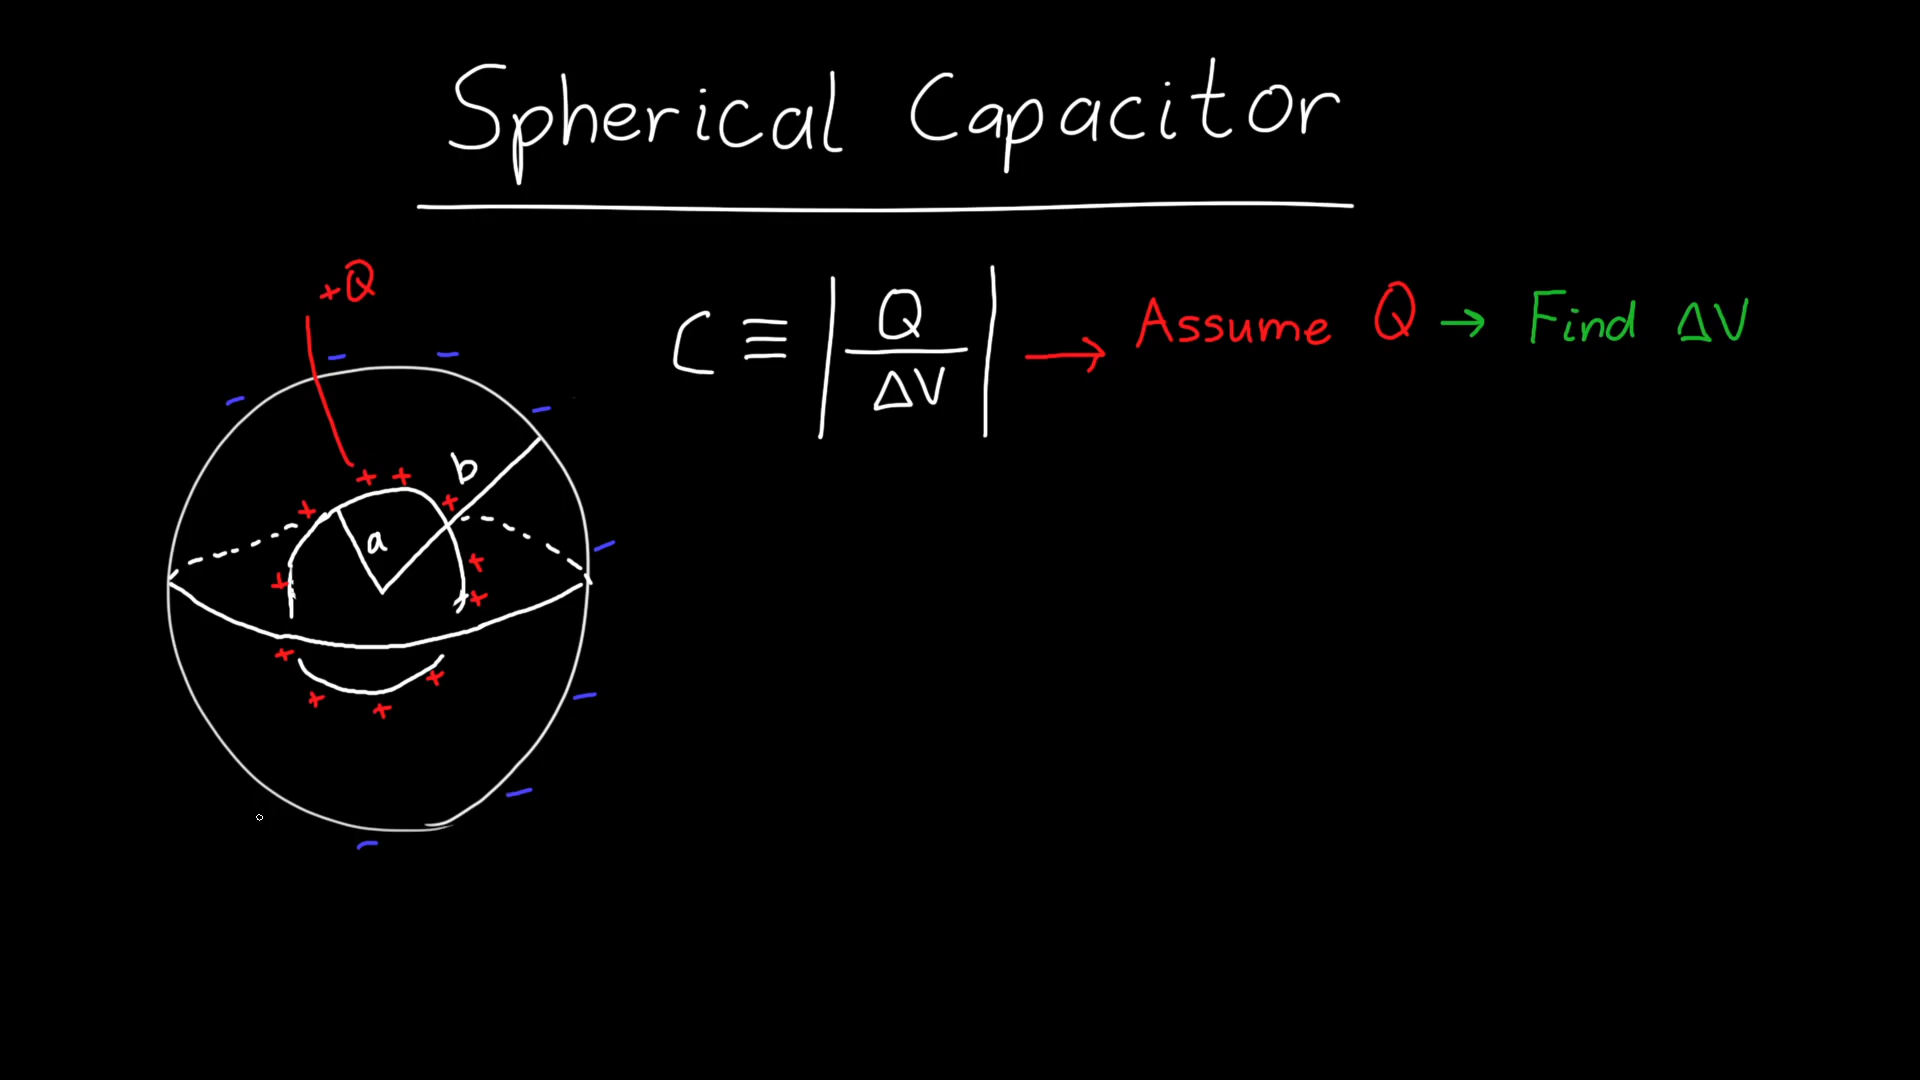 Spherical Capacitor
+Q
C ≡ | Q / ΔV | → Assume Q → Find ΔV
b
a